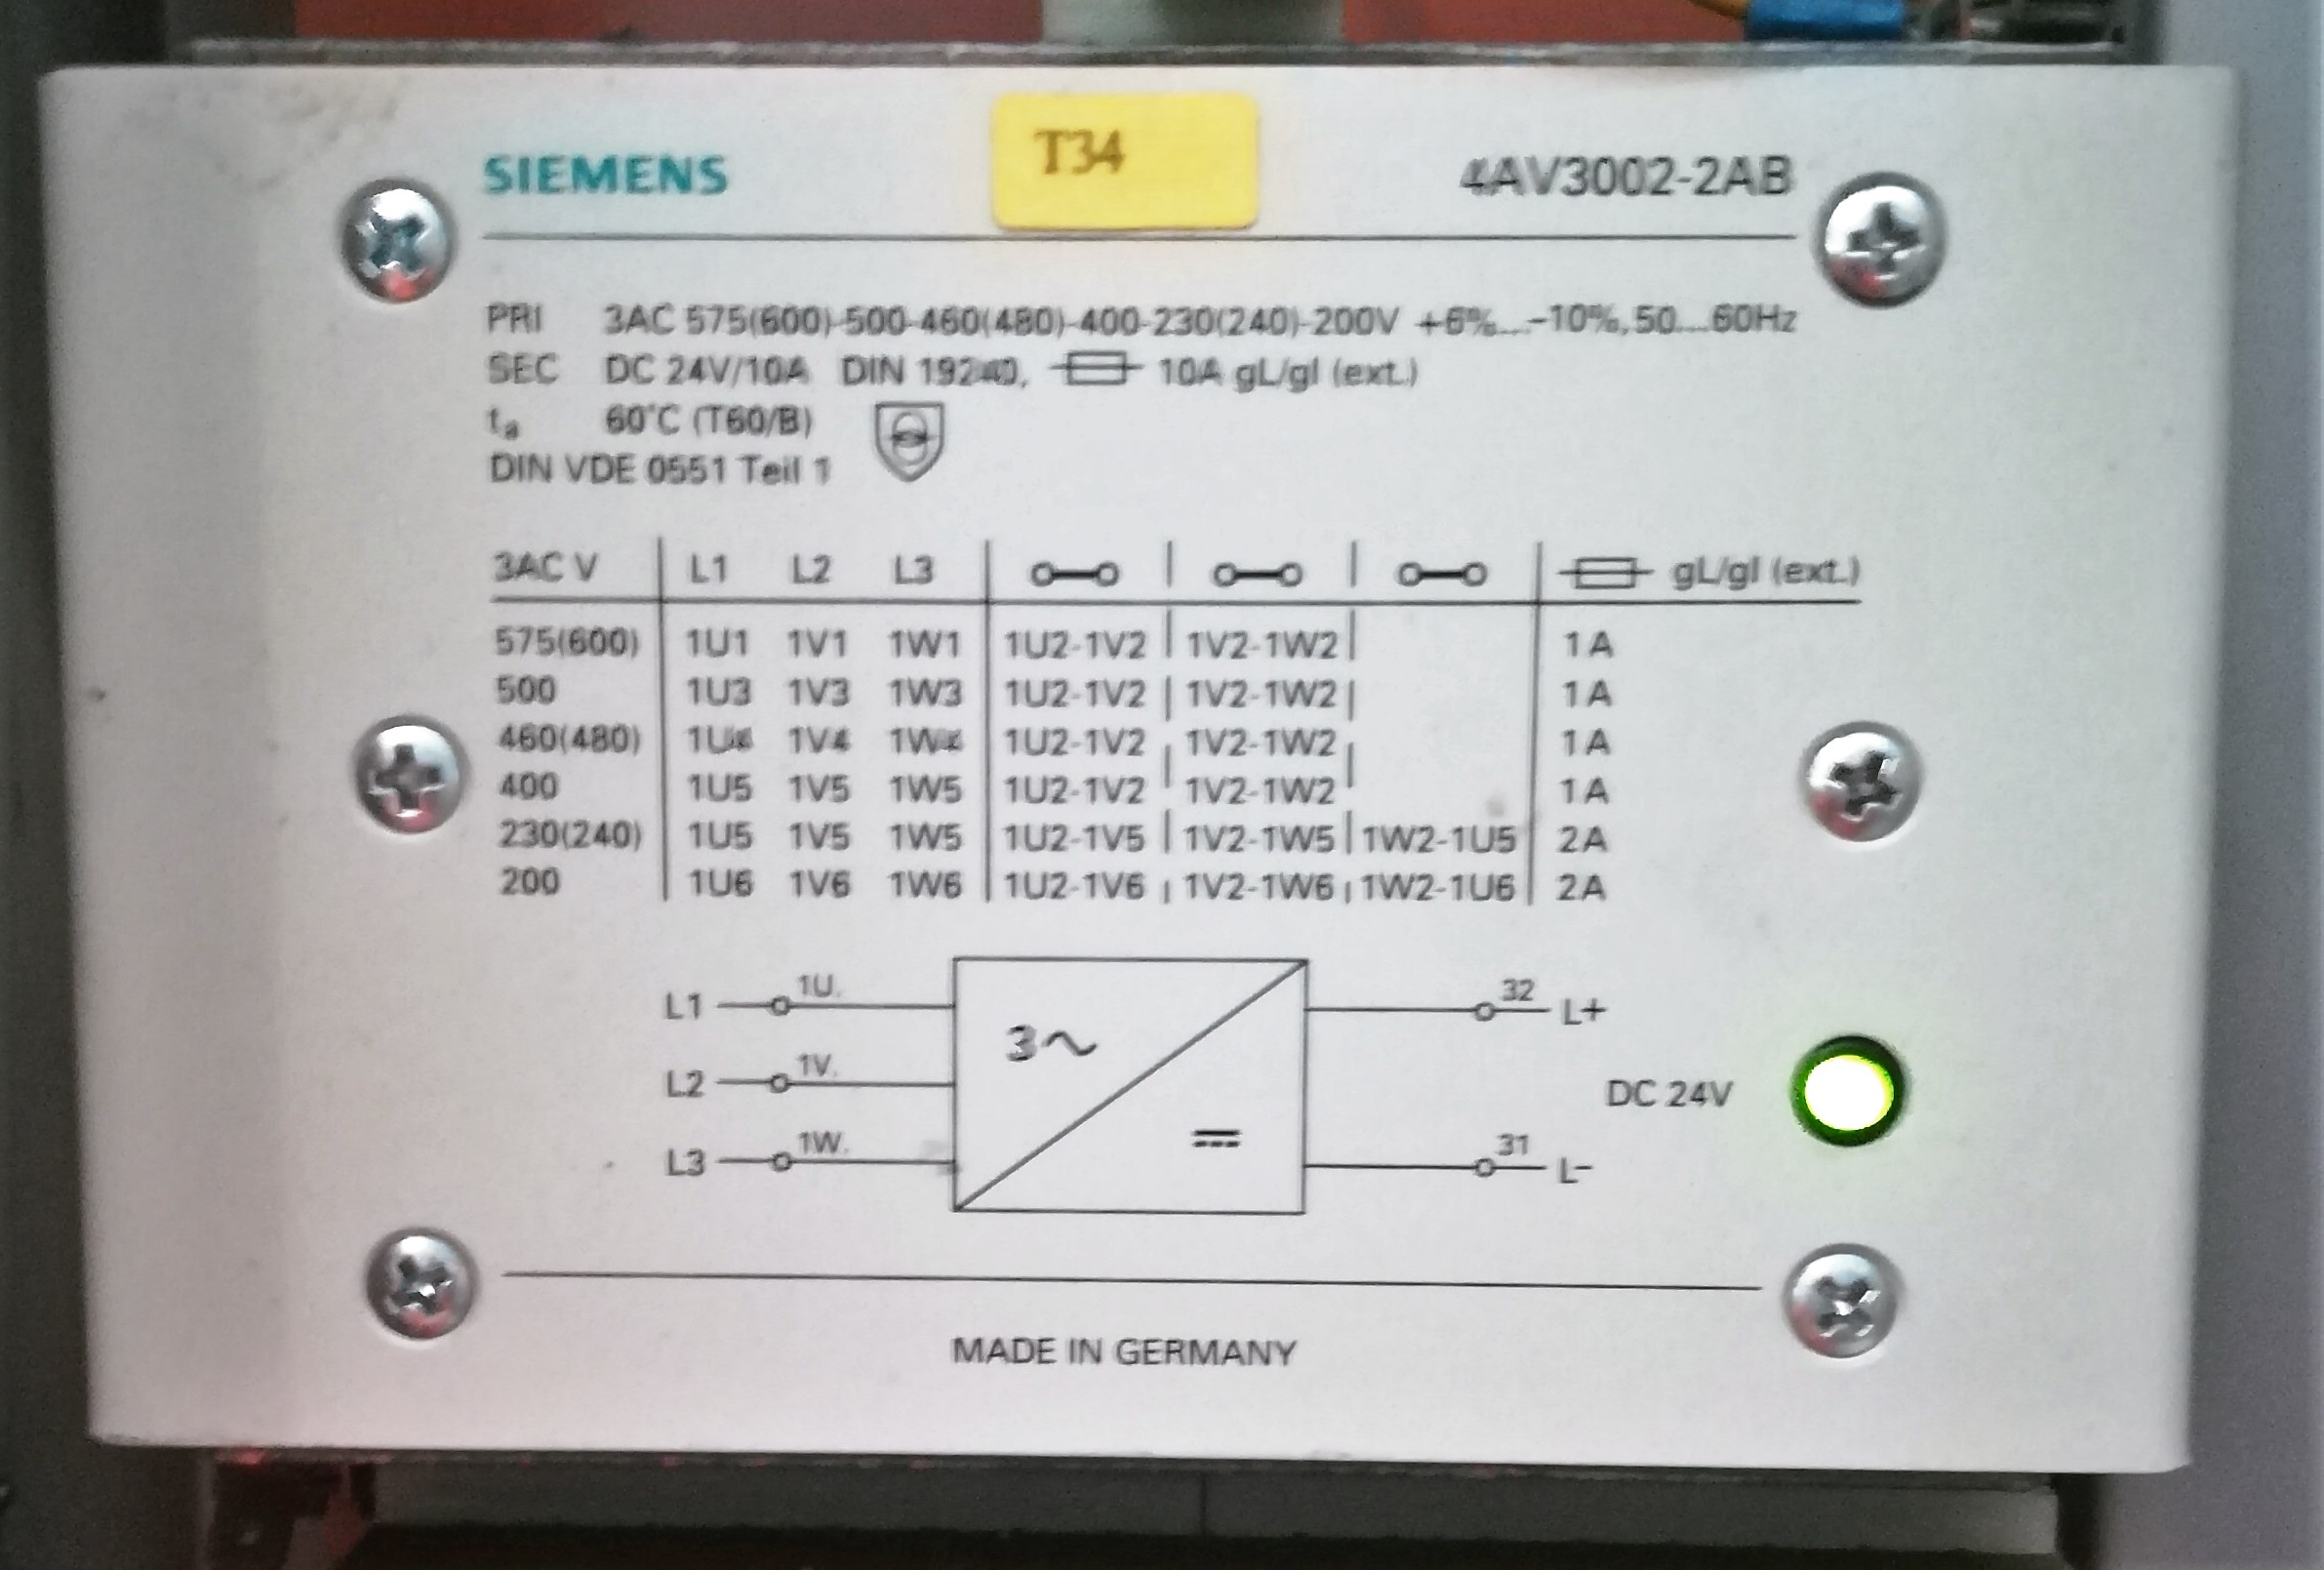 T34
SIEMENS 4AV3002-2AB
PRI 3AC 575(600)-500-460(480)-400-230(240)-200V +6%...-10%,50...60Hz
SEC DC 24V/10A DIN 19240, 10A gL/gl (ext.)
ta 60°C (T60/B)
DIN VDE 0551 Teil 1
3AC V L1 L2 L3 gL/gl (ext.)
575(600) 1U1 1V1 1W1 1U2-1V2 1V2-1W2 1A
500 1U3 1V3 1W3 1U2-1V2 1V2-1W2 1A
460(480) 1U4 1V4 1W4 1U2-1V2 1V2-1W2 1A
400 1U5 1V5 1W5 1U2-1V2 1V2-1W2 1A
230(240) 1U5 1V5 1W5 1U2-1V5 1V2-1W5 1W2-1U5 2A
200 1U6 1V6 1W6 1U2-1V6 1V2-1W6 1W2-1U6 2A
L1 1U. 3~ 32 L+
L2 1V. DC 24V
L3 1W. 31 L-
MADE IN GERMANY